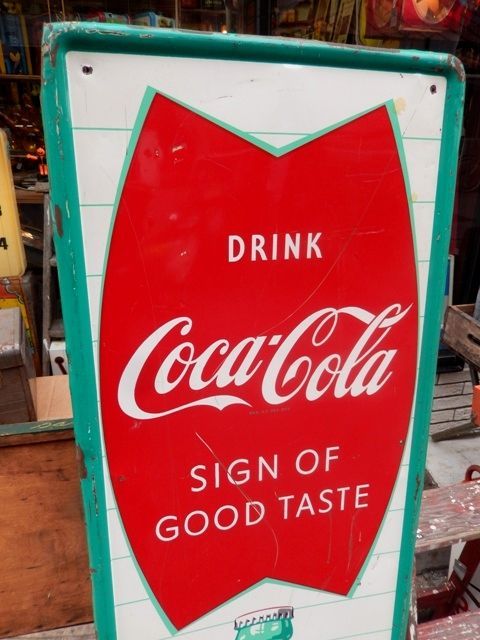 DRINK
Coca-Cola
SIGN OF
GOOD TASTE